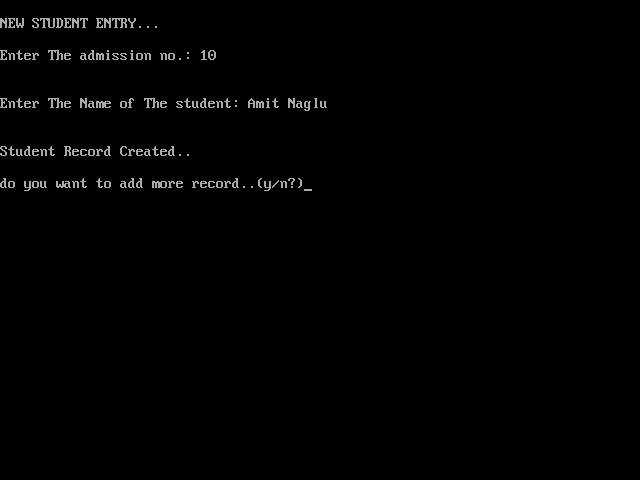 NEW STUDENT ENTRY...
Enter The admission no.: 10
Enter The Name of The student: Amit Naglu
Student Record Created..
do you want to add more record..(y/n?)_